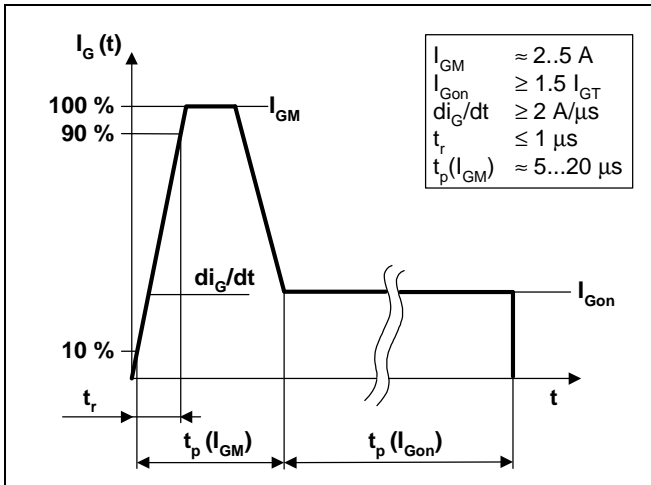 I_G (t)
100 %
90 %
10 %
I_GM
di_G/dt
I_Gon
t
t_r
t_p (I_GM)
t_p (I_Gon)
I_GM ≈ 2..5 A
I_Gon ≥ 1.5 I_GT
di_G/dt ≥ 2 A/μs
t_r ≤ 1 μs
t_p(I_GM) ≈ 5...20 μs